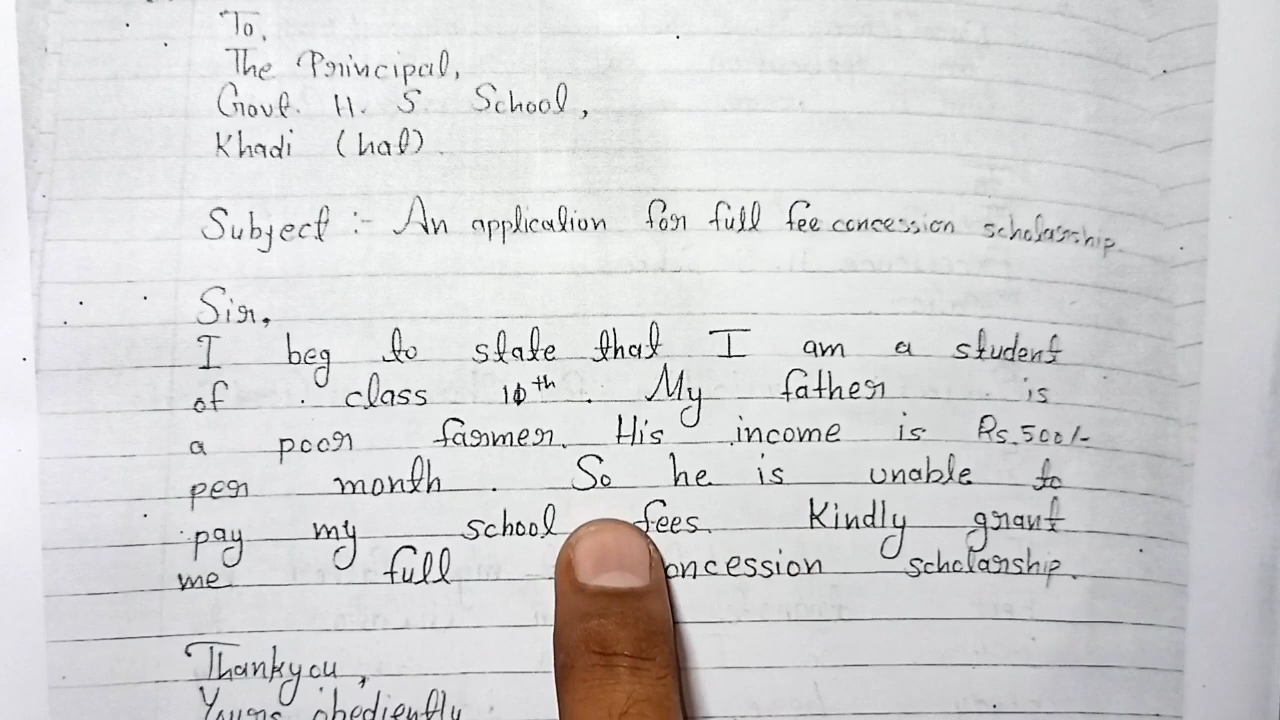 To,
The Principal,
Govt. H. S. School,
Khadi (hal).
Subject :- An application for full fee concession scholarship.
Sir,
I beg to state that I am a student
of class 10th. My father is
a poor farmer. His income is Rs. 500/-
per month. So he is unable to
pay my school fees. Kindly grant
me full scholarship.
Thankyou,
Yours obediently